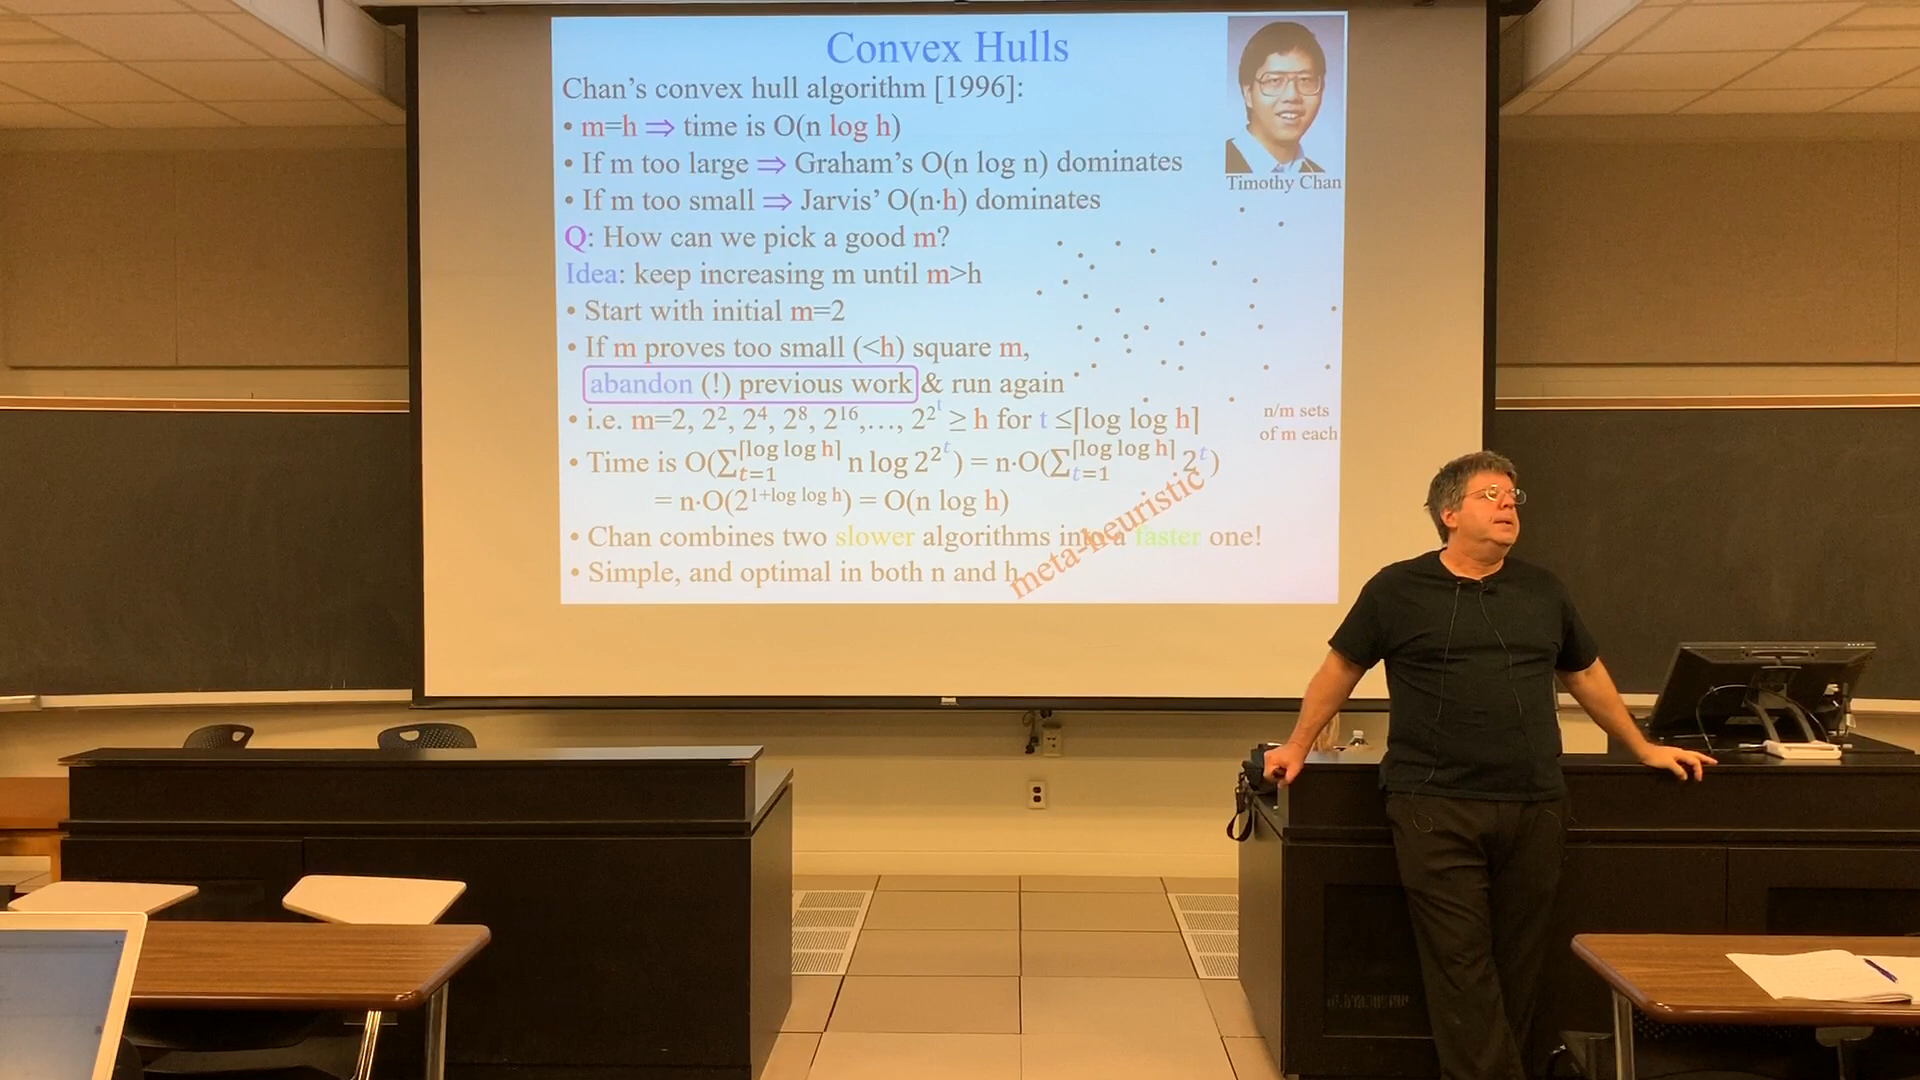 Convex Hulls
Chan's convex hull algorithm [1996]:
• m=h ⇒ time is O(n log h)
• If m too large ⇒ Graham's O(n log n) dominates
• If m too small ⇒ Jarvis' O(n·h) dominates
Timothy Chan
Q: How can we pick a good m?
Idea: keep increasing m until m>h
• Start with initial m=2
• If m proves too small (<h) square m,
abandon (!) previous work & run again
• i.e. m=2, 2², 2⁴, 2⁸, 2¹⁶,…, 2^2^t ≥ h for t ≤⌈log log h⌉
n/m sets
of m each
• Time is O(∑_{t=1}^{⌈log log h⌉} n log 2^2^t) = n·O(∑_{t=1}^{⌈log log h⌉} 2^t)
= n·O(2^{1+log log h}) = O(n log h)
• Chan combines two slower algorithms into a faster one!
• Simple, and optimal in both n and h
meta-heuristic